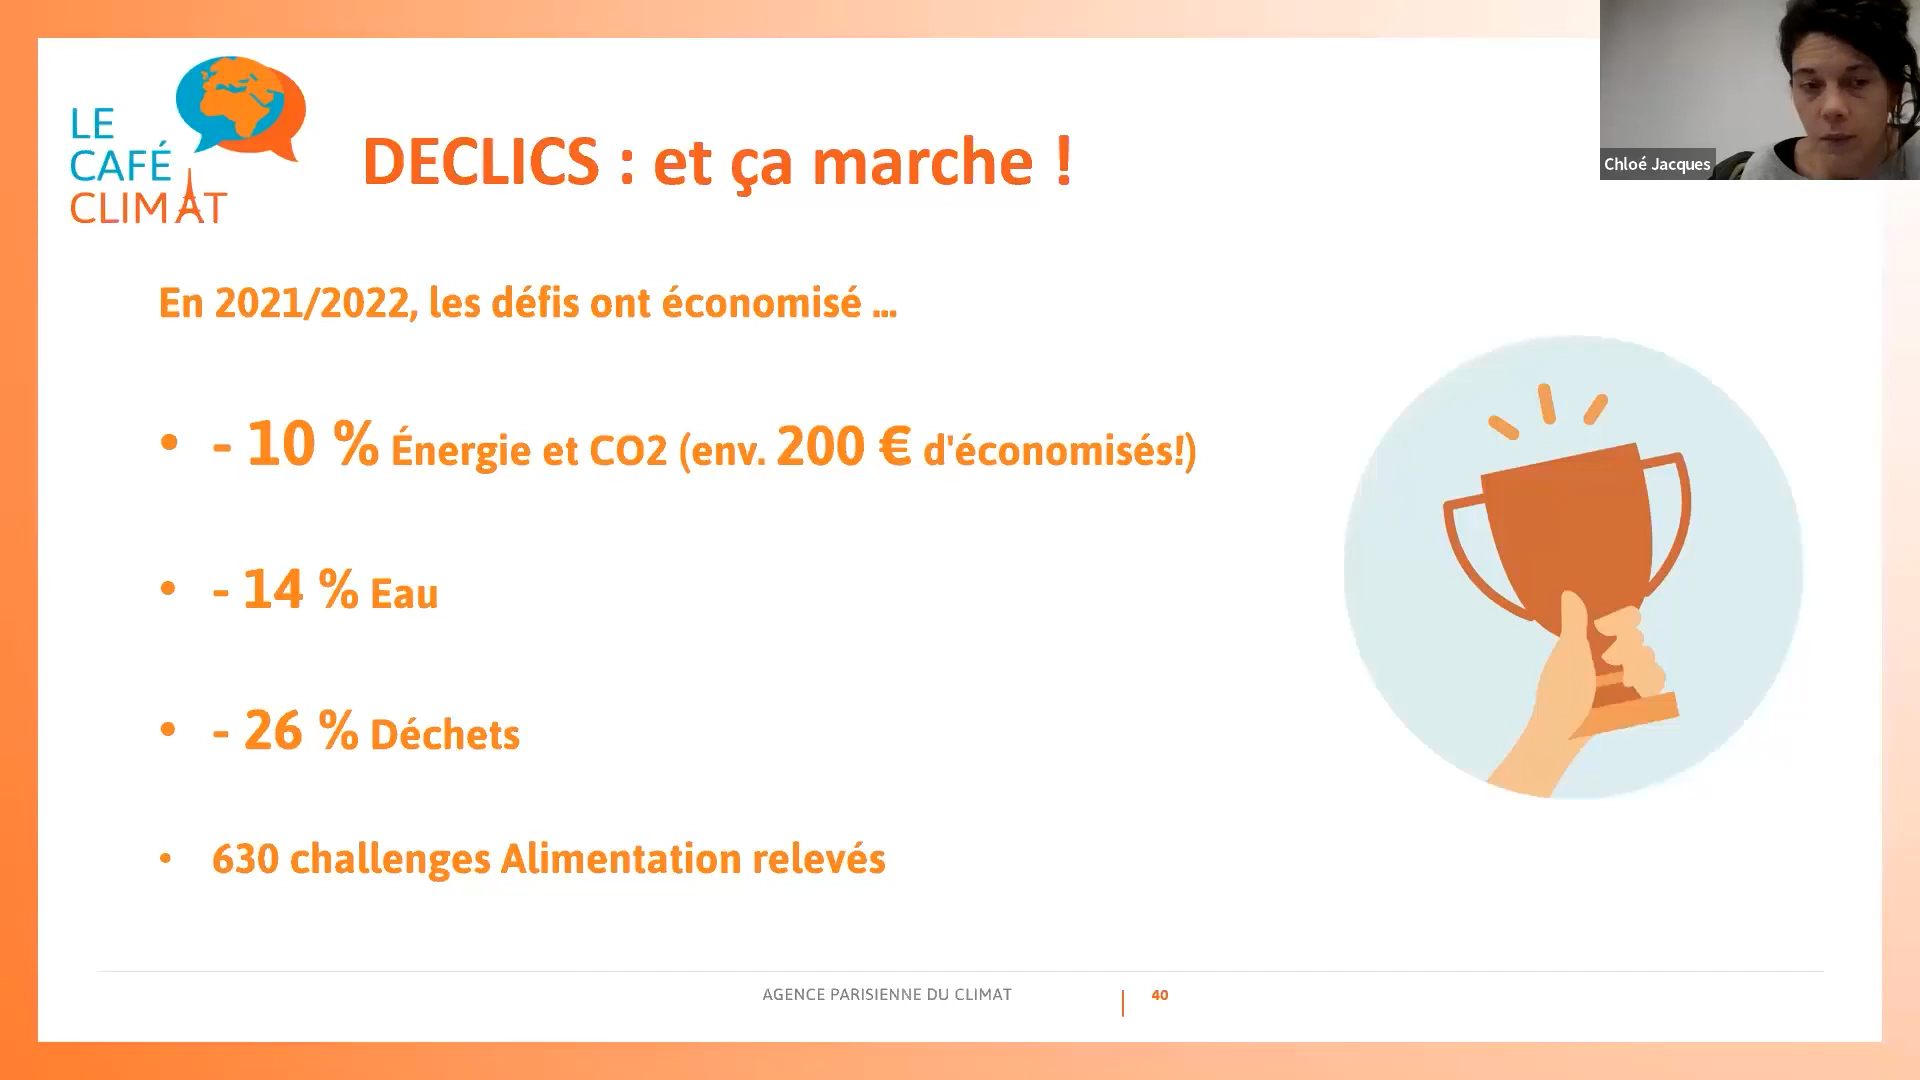 LE
CAFÉ
CLIMAT
DECLICS : et ça marche !
Chloé Jacques
En 2021/2022, les défis ont économisé ...
• - 10 % Énergie et CO2 (env. 200 € d'économisés!)
• - 14 % Eau
• - 26 % Déchets
• 630 challenges Alimentation relevés
AGENCE PARISIENNE DU CLIMAT
40